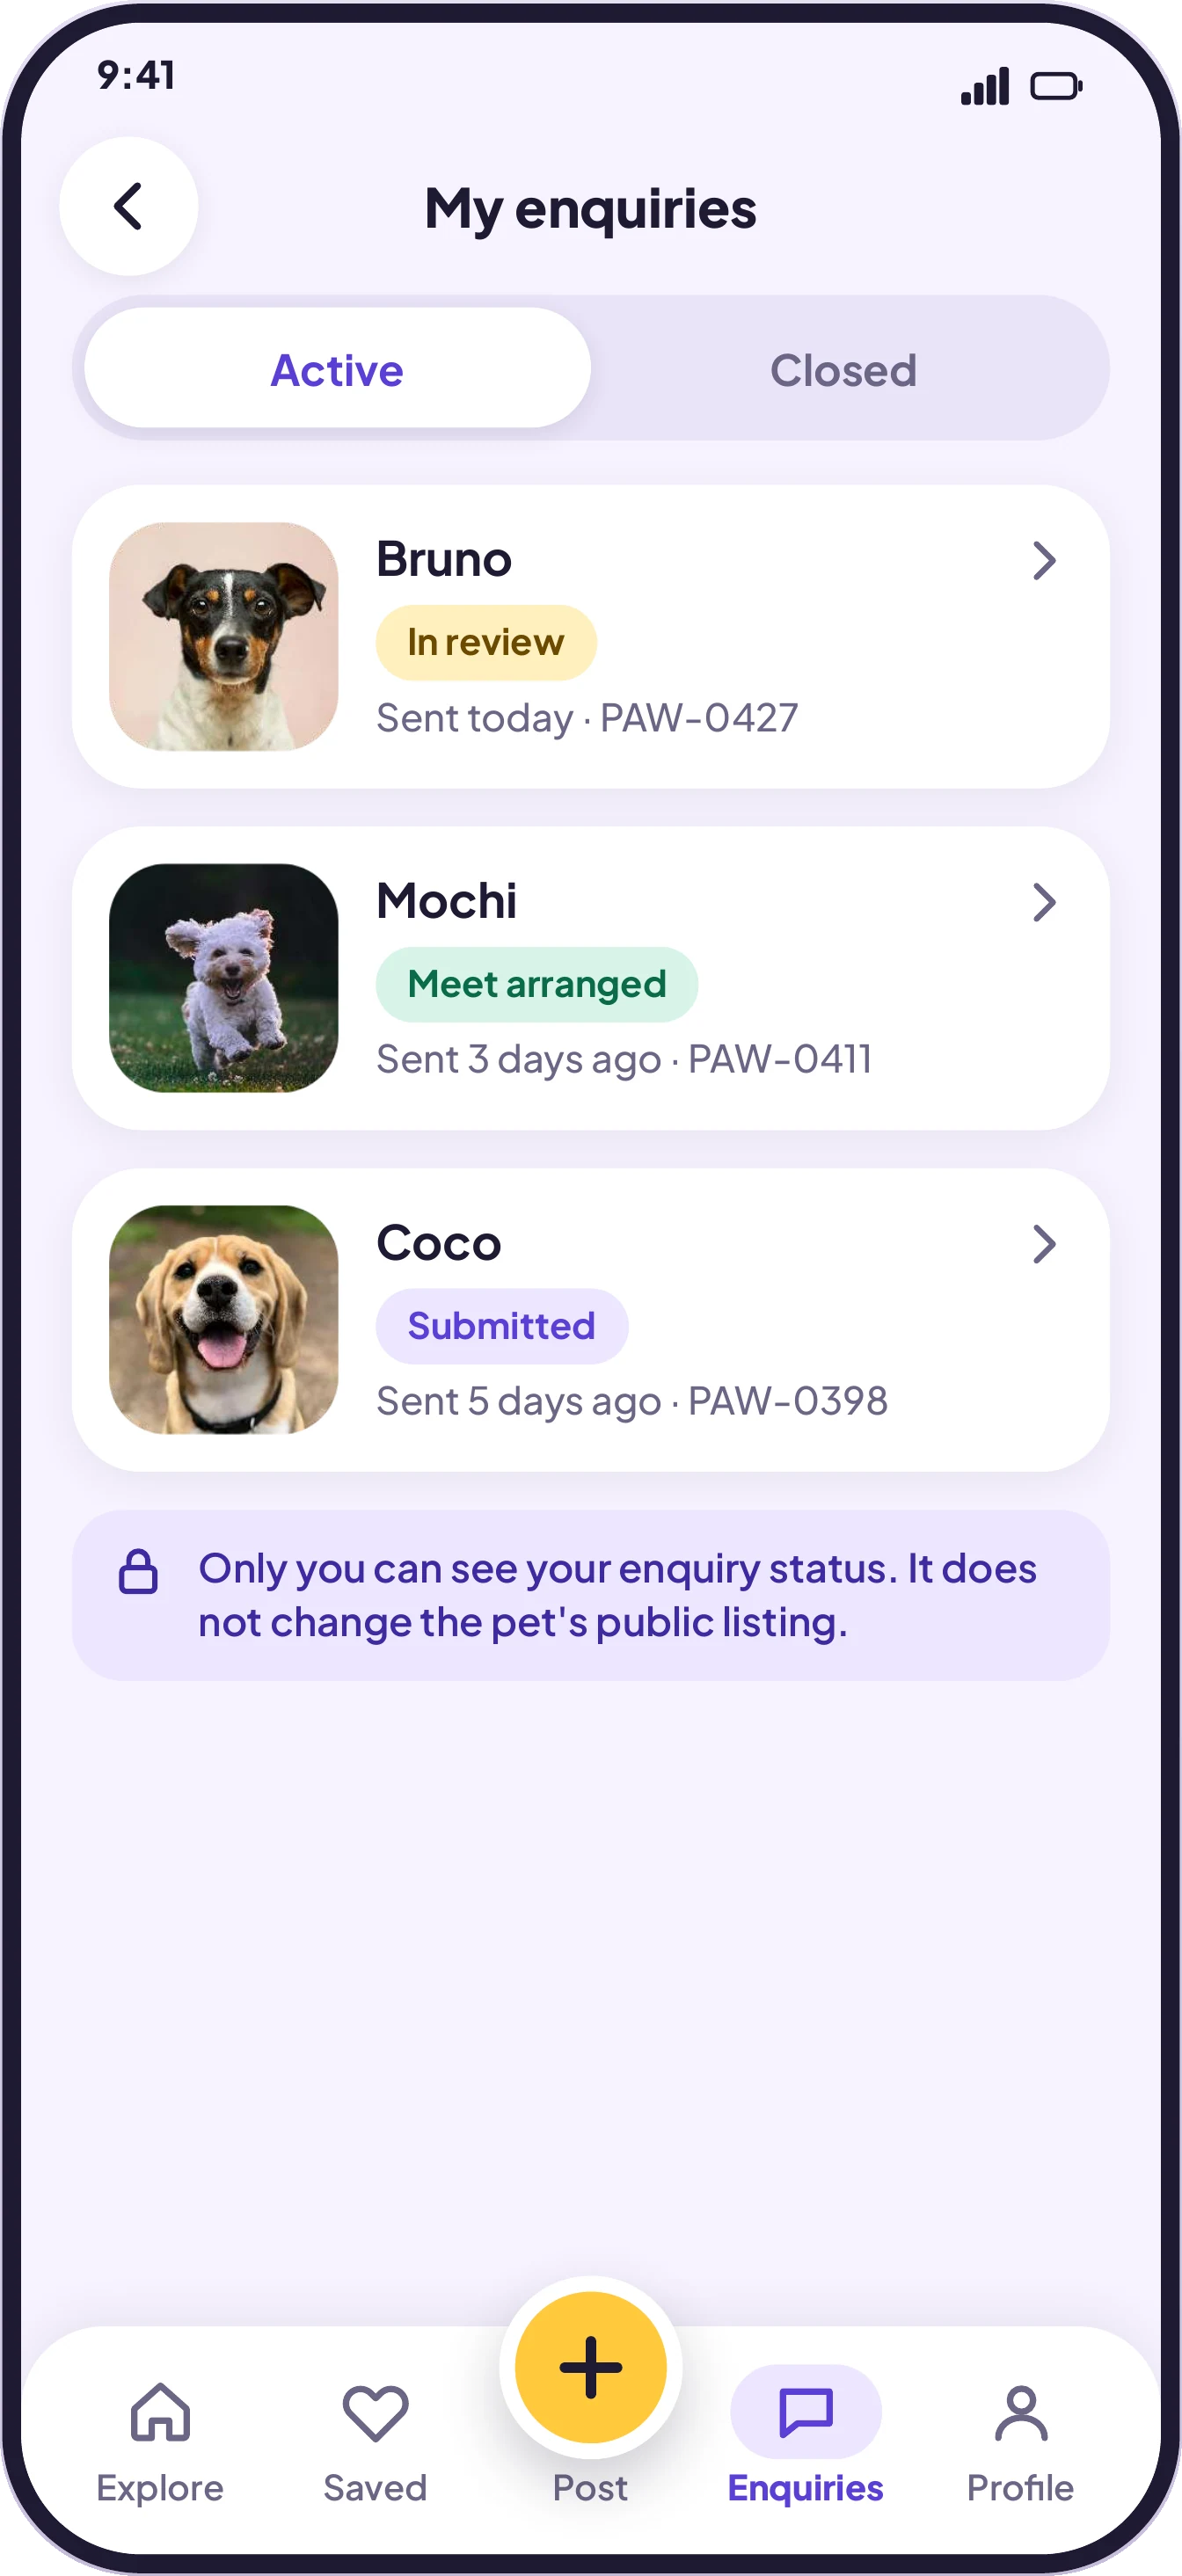 9:41
My enquiries
Active
Closed
Bruno
In review
Sent today · PAW-0427
Mochi
Meet arranged
Sent 3 days ago · PAW-0411
Coco
Submitted
Sent 5 days ago · PAW-0398
Only you can see your enquiry status. It does
not change the pet's public listing.
Explore
Saved
Post
Enquiries
Profile